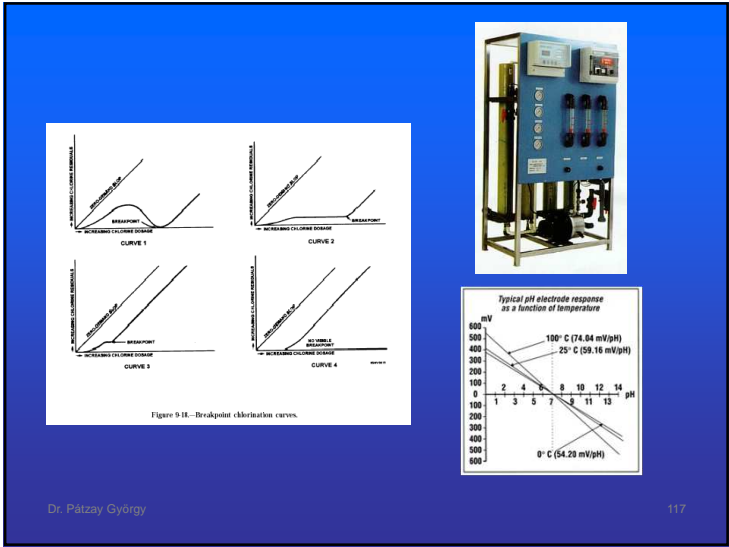 INCREASING CHLORINE RESIDUALS
ZERO-DEMAND SLOP
BREAKPOINT
INCREASING CHLORINE DOSAGE
CURVE 1
INCREASING CHLORINE RESIDUALS
ZERO-DEMAND SLOP
BREAKPOINT
INCREASING CHLORINE DOSAGE
CURVE 2
INCREASING CHLORINE RESIDUALS
ZERO-DEMAND SLOP
BREAKPOINT
INCREASING CHLORINE DOSAGE
CURVE 3
INCREASING CHLORINE RESIDUALS
ZERO-DEMAND SLOP
NO VISIBLE
BREAKPOINT
INCREASING CHLORINE DOSAGE
CURVE 4
Figure 9-18.—Breakpoint chlorination curves.
Typical pH electrode response
as a function of temperature
mV
600
500
400
300
200
100
0
100
200
300
400
500
600
100° C (74.04 mV/pH)
25° C (59.16 mV/pH)
2 4 6 8 10 12 14
pH
1 3 5 7 9 11 13
0° C (54.20 mV/pH)
Dr. Pátzay György
117